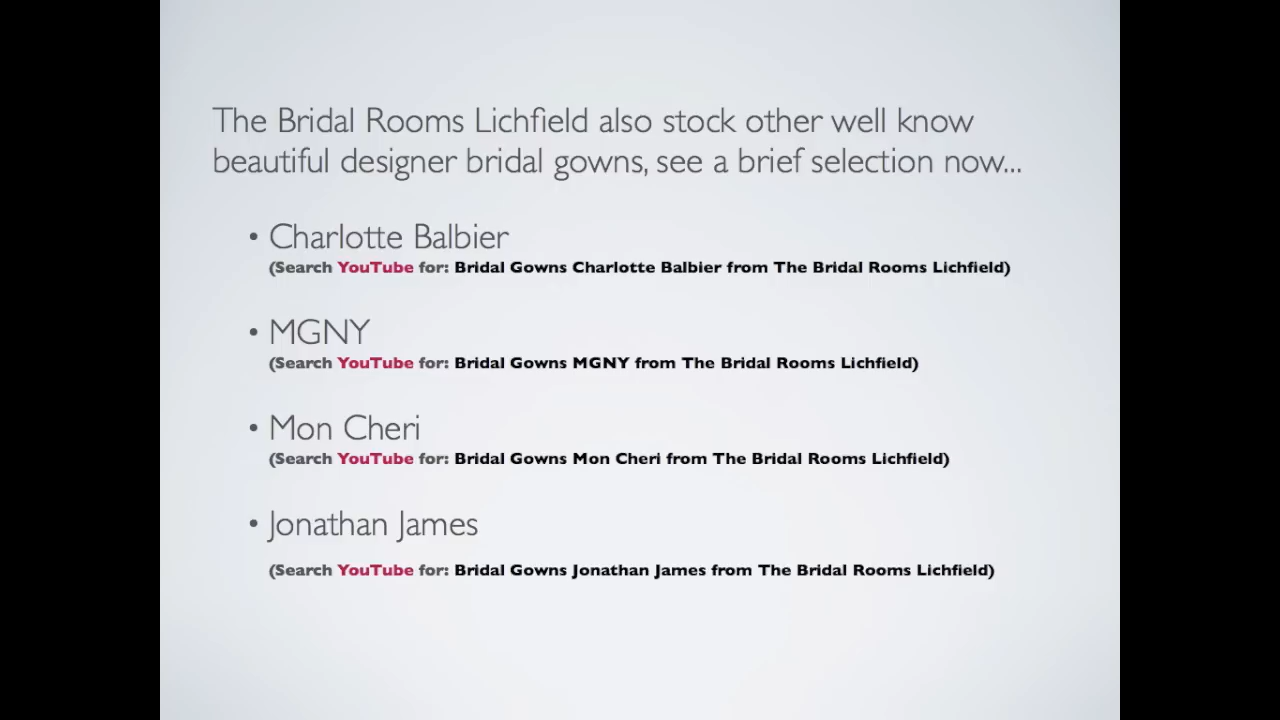 The Bridal Rooms Lichfield also stock other well know
beautiful designer bridal gowns, see a brief selection now...
• Charlotte Balbier
(Search YouTube for: Bridal Gowns Charlotte Balbier from The Bridal Rooms Lichfield)
• MGNY
(Search YouTube for: Bridal Gowns MGNY from The Bridal Rooms Lichfield)
• Mon Cheri
(Search YouTube for: Bridal Gowns Mon Cheri from The Bridal Rooms Lichfield)
• Jonathan James
(Search YouTube for: Bridal Gowns Jonathan James from The Bridal Rooms Lichfield)